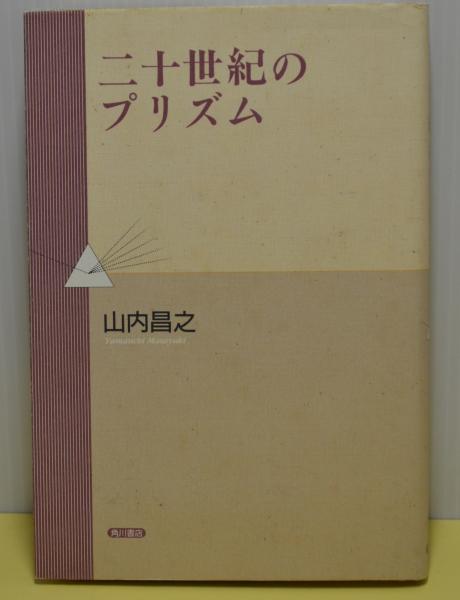 二十世紀の
プリズム
山内昌之
Yamauchi Masayuki
角川書店